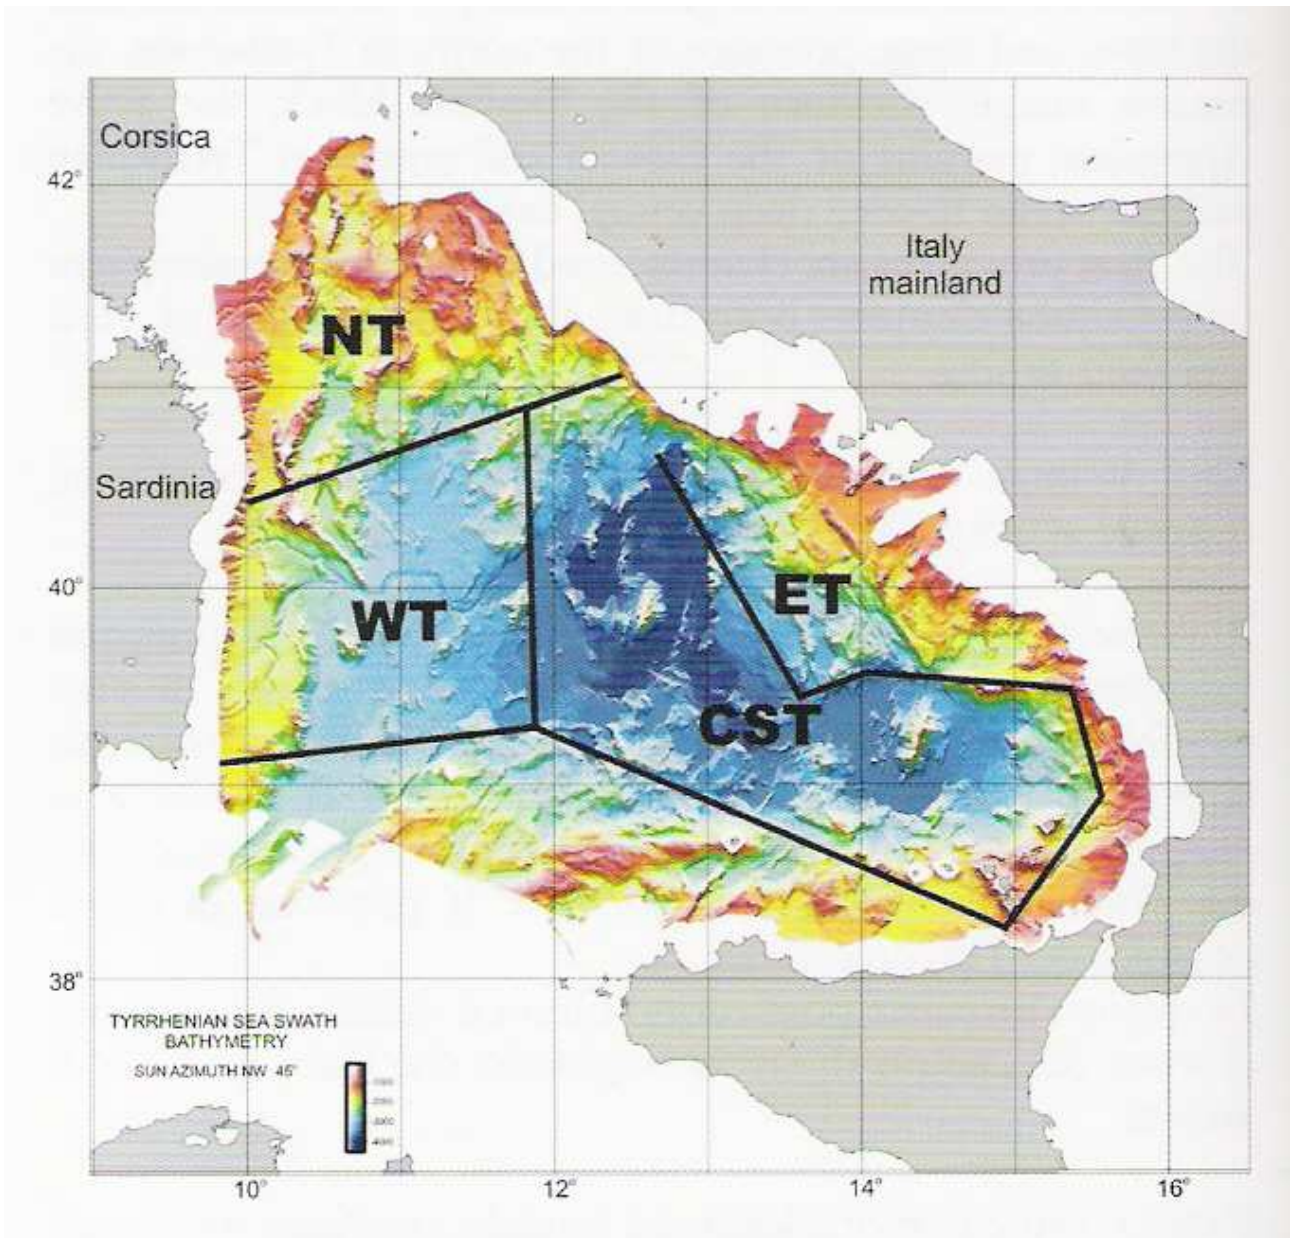 Corsica
42°
Italy
mainland
NT
Sardinia
40°
WT
ET
CST
38°
TYRRHENIAN SEA SWATH
BATHYMETRY
SUN AZIMUTH NW 45°
10°
12°
14°
16°